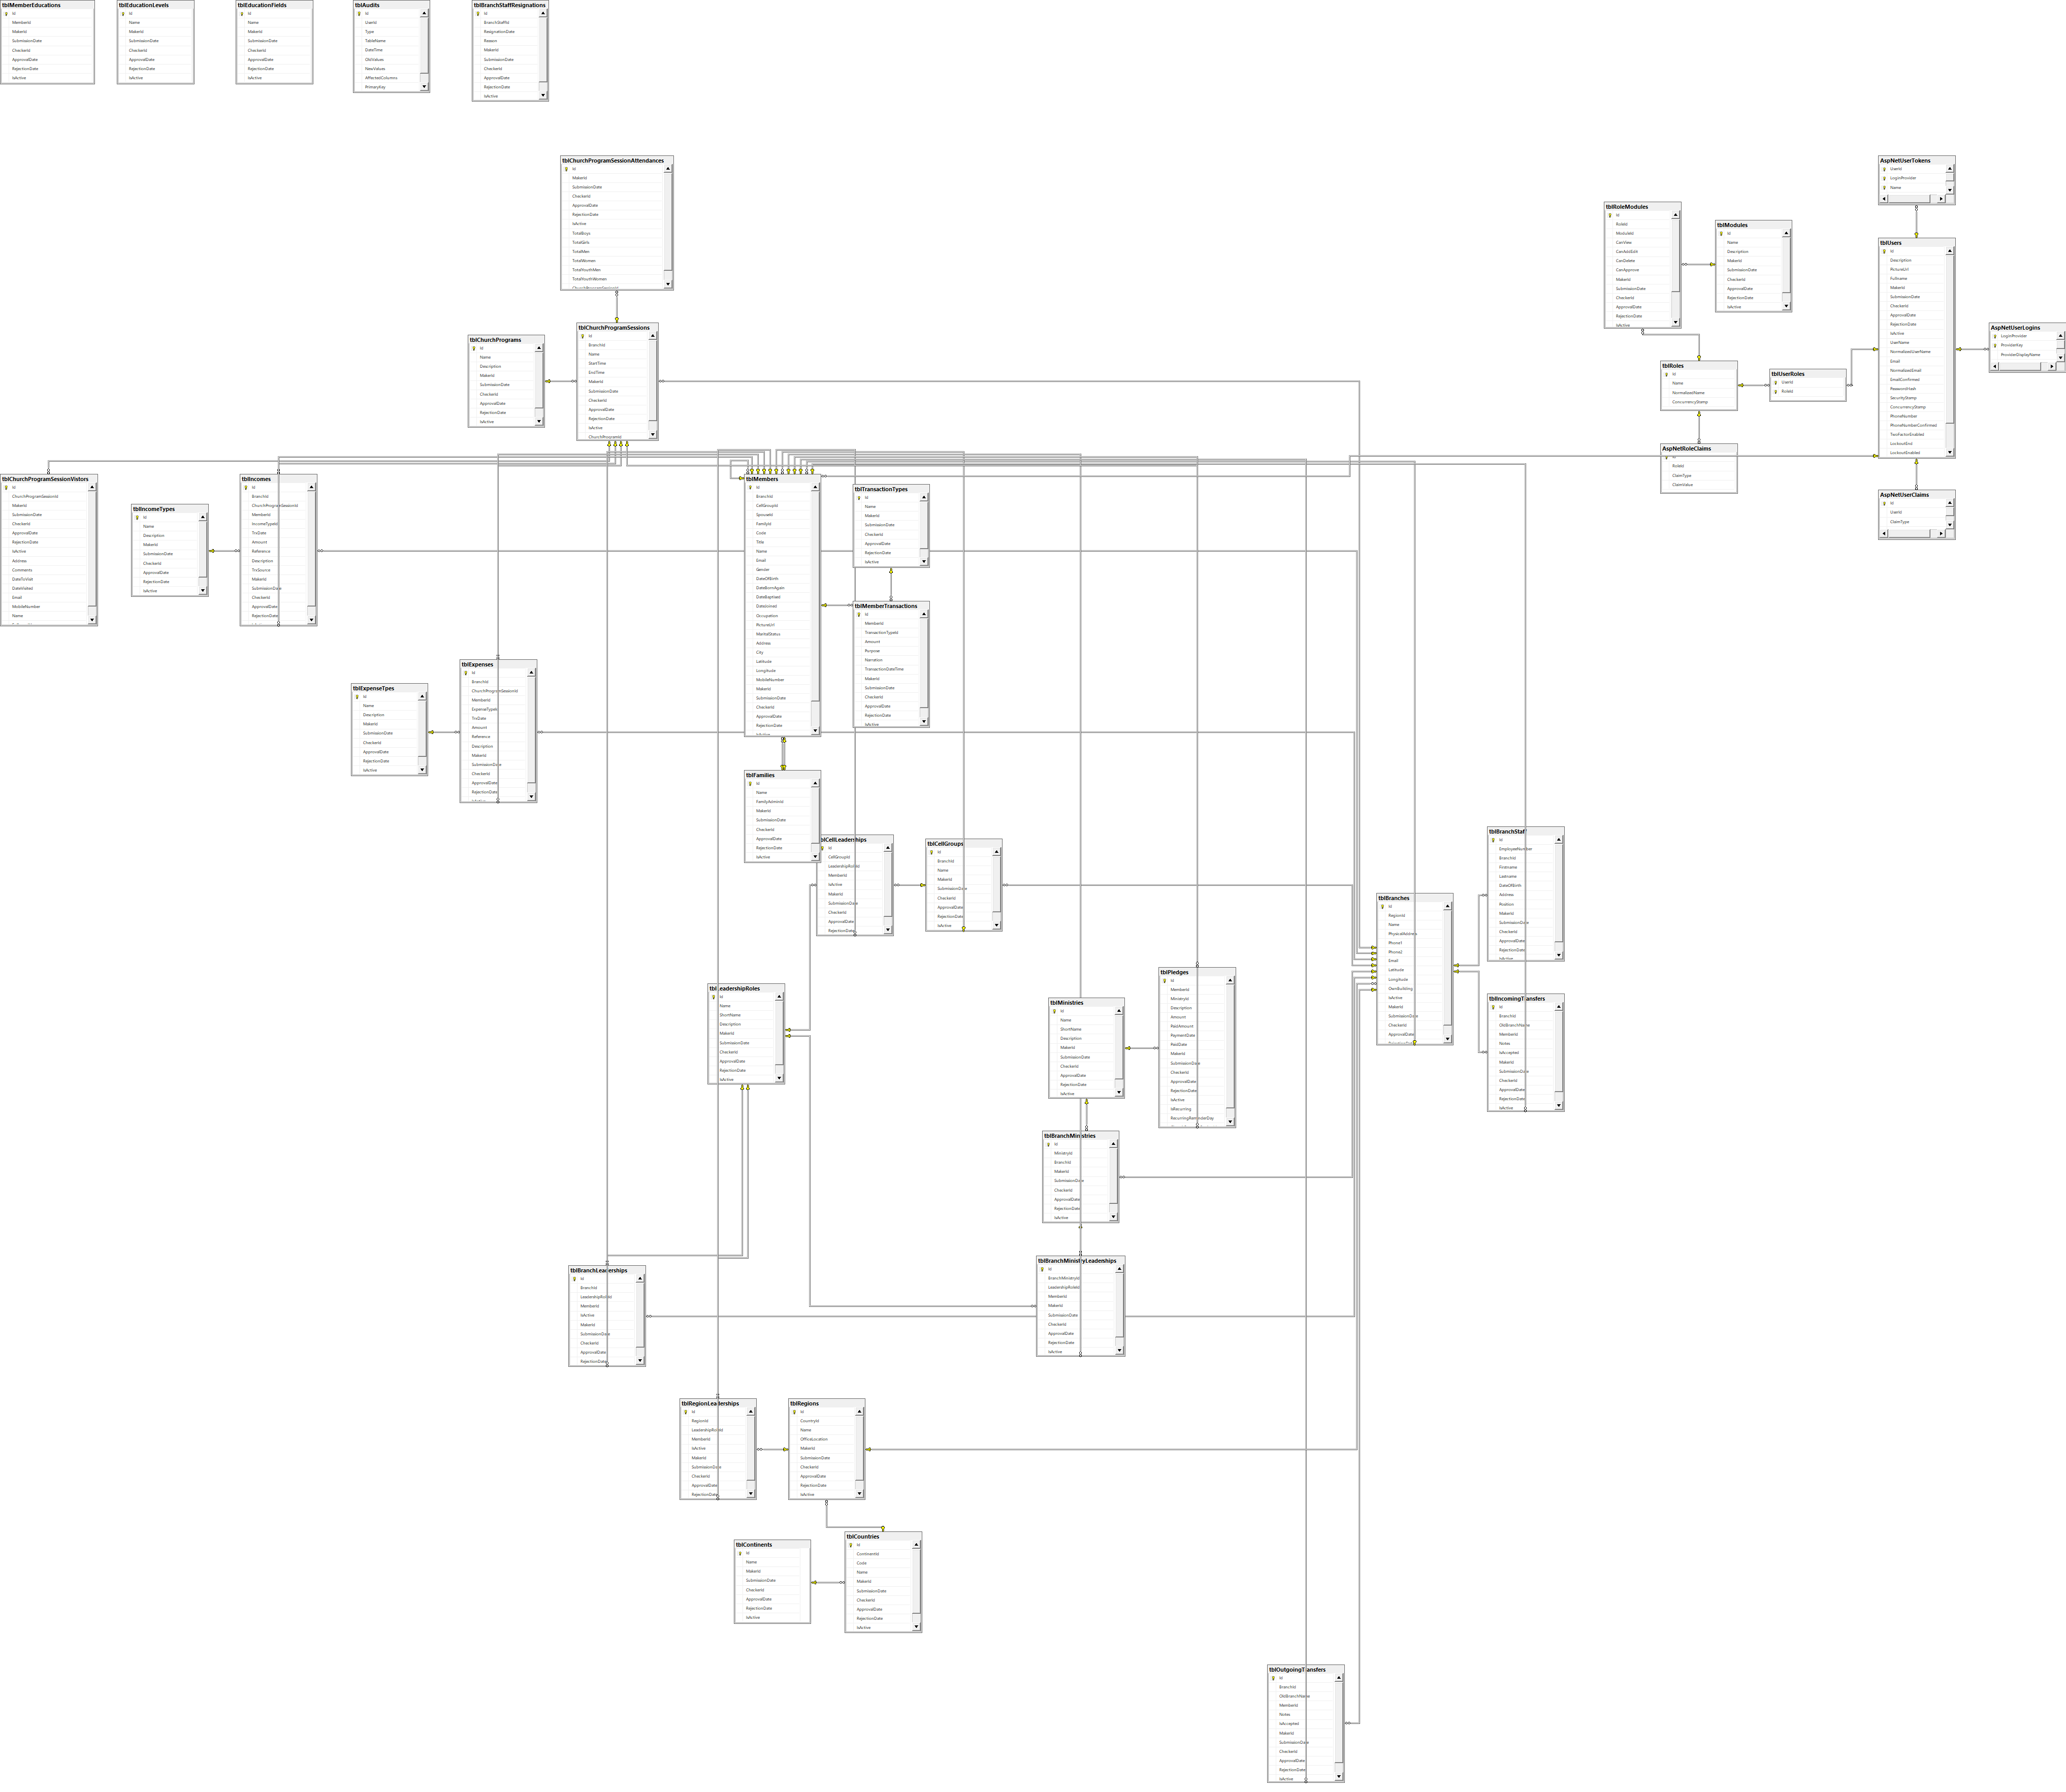 tblMemberEducations
Id
MemberId
MakerId
SubmissionDate
CheckerId
ApprovalDate
RejectionDate
IsActive
tblEducationLevels
Id
Name
MakerId
SubmissionDate
CheckerId
ApprovalDate
RejectionDate
IsActive
tblEducationFields
Id
Name
MakerId
SubmissionDate
CheckerId
ApprovalDate
RejectionDate
IsActive
tblAudits
Id
UserId
Type
TableName
DateTime
OldValues
NewValues
AffectedColumns
PrimaryKey
tblBranchStaffResignations
Id
BranchStaffId
ResignationDate
Reason
MakerId
SubmissionDate
CheckerId
ApprovalDate
RejectionDate
IsActive
tblChurchProgramSessionAttendances
Id
MakerId
SubmissionDate
CheckerId
ApprovalDate
RejectionDate
IsActive
TotalBoys
TotalGirls
TotalMen
TotalWomen
TotalYouthMen
TotalYouthWomen
ChurchProgramSessionId
tblRoleModules
Id
RoleId
ModuleId
CanView
CanAddEdit
CanDelete
CanApprove
MakerId
SubmissionDate
CheckerId
ApprovalDate
RejectionDate
IsActive
tblModules
Id
Name
Description
MakerId
SubmissionDate
CheckerId
ApprovalDate
RejectionDate
IsActive
AspNetUserTokens
UserId
LoginProvider
Name
tblUsers
Id
Description
PictureUrl
Fullname
MakerId
SubmissionDate
CheckerId
ApprovalDate
RejectionDate
IsActive
UserName
NormalizedUserName
Email
NormalizedEmail
EmailConfirmed
PasswordHash
SecurityStamp
ConcurrencyStamp
PhoneNumber
PhoneNumberConfirmed
TwoFactorEnabled
LockoutEnd
LockoutEnabled
AspNetUserLogins
LoginProvider
ProviderKey
ProviderDisplayName
tblChurchPrograms
Id
Name
Description
MakerId
SubmissionDate
CheckerId
ApprovalDate
RejectionDate
IsActive
tblChurchProgramSessions
Id
BranchId
Name
StartTime
EndTime
MakerId
SubmissionDate
CheckerId
ApprovalDate
RejectionDate
IsActive
ChurchProgramId
tblRoles
Id
Name
NormalizedName
ConcurrencyStamp
tblUserRoles
UserId
RoleId
AspNetRoleClaims
Id
RoleId
ClaimType
ClaimValue
AspNetUserClaims
Id
UserId
ClaimType
tblChurchProgramSessionVistors
Id
ChurchProgramSessionId
MakerId
SubmissionDate
CheckerId
ApprovalDate
RejectionDate
IsActive
Address
Comments
DateToVisit
DateVisited
Email
MobileNumber
Name
tblIncomeTypes
Id
Name
Description
MakerId
SubmissionDate
CheckerId
ApprovalDate
RejectionDate
IsActive
tblIncomes
Id
BranchId
ChurchProgramSessionId
MemberId
IncomeTypeId
TrxDate
Amount
Reference
Description
TrxSource
MakerId
SubmissionDate
CheckerId
ApprovalDate
RejectionDate
tblMembers
Id
BranchId
CellGroupId
SpouseId
FamilyId
Code
Title
Name
Email
Gender
DateOfBirth
DateBornAgain
DateBaptised
DateJoined
Occupation
PictureUrl
MaritalStatus
Address
City
Latitude
Longitude
MobileNumber
MakerId
SubmissionDate
CheckerId
ApprovalDate
RejectionDate
IsActive
tblTransactionTypes
Id
Name
MakerId
SubmissionDate
CheckerId
ApprovalDate
RejectionDate
IsActive
tblMemberTransactions
Id
MemberId
TransactionTypeId
Amount
Purpose
Narration
TransactionDateTime
MakerId
SubmissionDate
CheckerId
ApprovalDate
RejectionDate
IsActive
tblExpenseTpes
Id
Name
Description
MakerId
SubmissionDate
CheckerId
ApprovalDate
RejectionDate
IsActive
tblExpenses
Id
BranchId
ChurchProgramSessionId
MemberId
ExpenseTypeId
TrxDate
Amount
Reference
Description
MakerId
SubmissionDate
CheckerId
ApprovalDate
RejectionDate
IsActive
tblFamilies
Id
Name
FamilyAdminId
MakerId
SubmissionDate
CheckerId
ApprovalDate
RejectionDate
IsActive
tblCellLeaderships
Id
CellGroupId
LeadershipRoleId
MemberId
IsActive
MakerId
SubmissionDate
CheckerId
ApprovalDate
RejectionDate
tblCellGroups
Id
BranchId
Name
MakerId
SubmissionDate
CheckerId
ApprovalDate
RejectionDate
IsActive
tblBranches
Id
RegionId
Name
PhysicalAddress
Phone1
Phone2
Email
Latitude
Longitude
OwnBuilding
IsActive
MakerId
SubmissionDate
CheckerId
ApprovalDate
RejectionDate
tblBranchStaff
Id
EmployeeNumber
BranchId
Firstname
Lastname
DateOfBirth
Address
Position
MakerId
SubmissionDate
CheckerId
ApprovalDate
RejectionDate
IsActive
tblIncomingTransfers
Id
BranchId
OldBranchName
MemberId
Notes
IsAccepted
MakerId
SubmissionDate
CheckerId
ApprovalDate
RejectionDate
IsActive
tblLeadershipRoles
Id
Name
ShortName
Description
MakerId
SubmissionDate
CheckerId
ApprovalDate
RejectionDate
IsActive
tblMinistries
Id
Name
ShortName
Description
MakerId
SubmissionDate
CheckerId
ApprovalDate
RejectionDate
IsActive
tblPledges
Id
MemberId
MinistryId
Description
Amount
PaidAmount
PaymentDate
PaidDate
MakerId
SubmissionDate
CheckerId
ApprovalDate
RejectionDate
IsActive
IsRecurring
RecurringReminderDay
tblBranchMinistries
Id
MinistryId
BranchId
MakerId
SubmissionDate
CheckerId
ApprovalDate
RejectionDate
IsActive
tblBranchLeaderships
Id
BranchId
LeadershipRoleId
MemberId
IsActive
MakerId
SubmissionDate
CheckerId
ApprovalDate
RejectionDate
tblBranchMinistryLeaderships
Id
BranchMinistryId
LeadershipRoleId
MemberId
MakerId
SubmissionDate
CheckerId
ApprovalDate
RejectionDate
IsActive
tblRegionLeaderships
Id
RegionId
LeadershipRoleId
MemberId
IsActive
MakerId
SubmissionDate
CheckerId
ApprovalDate
RejectionDate
tblRegions
Id
CountryId
Name
OfficeLocation
MakerId
SubmissionDate
CheckerId
ApprovalDate
RejectionDate
IsActive
tblContinents
Id
Name
MakerId
SubmissionDate
CheckerId
ApprovalDate
RejectionDate
IsActive
tblCountries
Id
ContinentId
Code
Name
MakerId
SubmissionDate
CheckerId
ApprovalDate
RejectionDate
IsActive
tblOutgoingTransfers
Id
BranchId
OldBranchName
MemberId
Notes
IsAccepted
MakerId
SubmissionDate
CheckerId
ApprovalDate
RejectionDate
IsActive